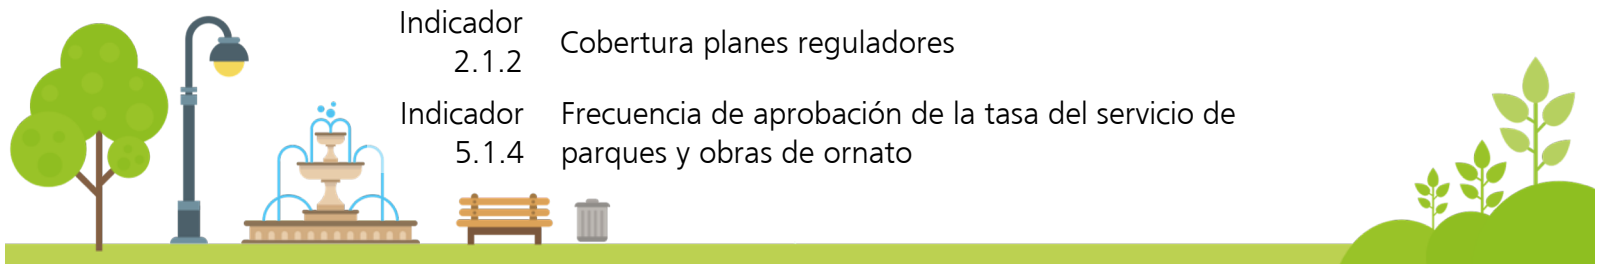 Indicador
2.1.2
Cobertura planes reguladores
Indicador
5.1.4
Frecuencia de aprobación de la tasa del servicio de
parques y obras de ornato